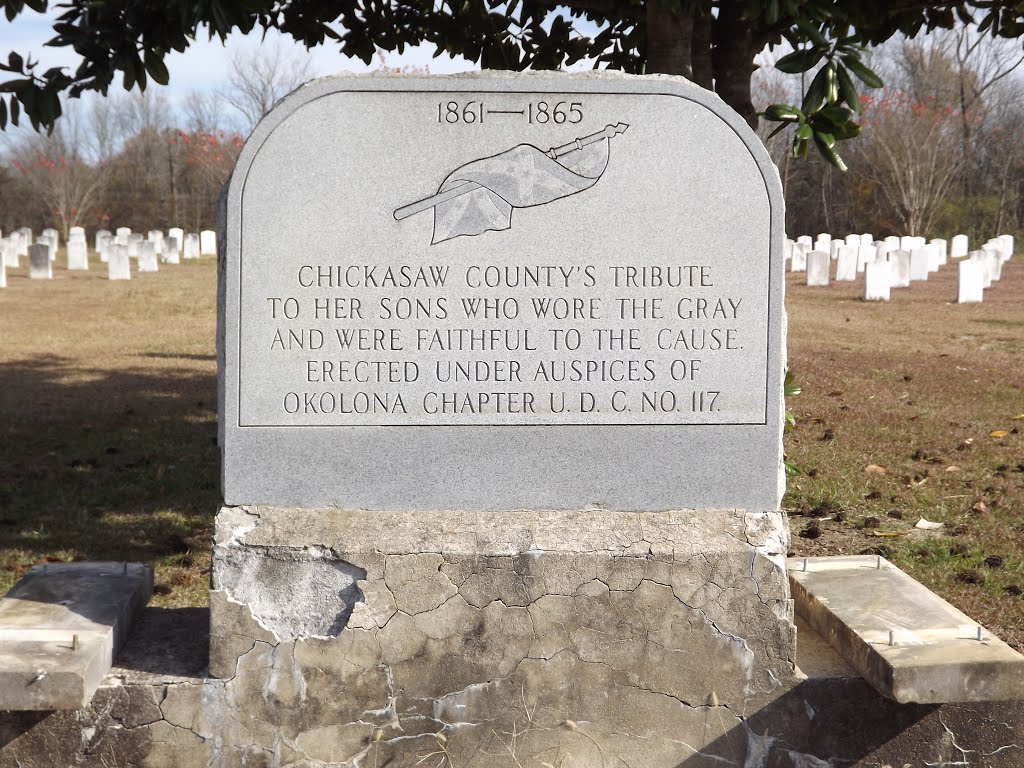 1861—1865
CHICKASAW COUNTY'S TRIBUTE
TO HER SONS WHO WORE THE GRAY
AND WERE FAITHFUL TO THE CAUSE.
ERECTED UNDER AUSPICES OF
OKOLONA CHAPTER U. D. C. NO. 117.